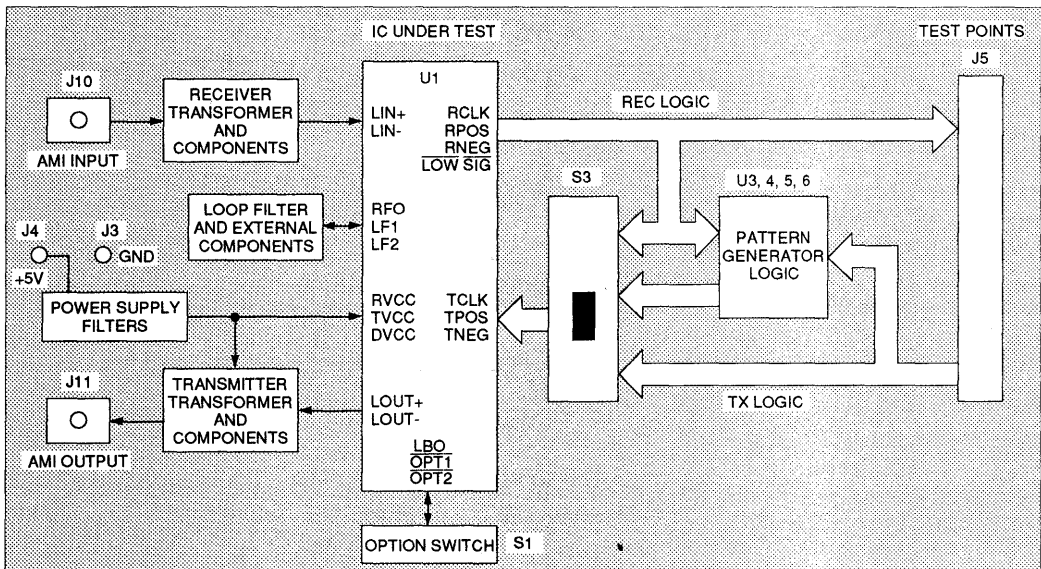 IC UNDER TEST
TEST POINTS
J10
AMI INPUT
RECEIVER
TRANSFORMER
AND
COMPONENTS
U1
LIN+
LIN-
RCLK
RPOS
RNEG
LOW SIG
REC LOGIC
J5
LOOP FILTER
AND EXTERNAL
COMPONENTS
RFO
LF1
LF2
S3
U3, 4, 5, 6
PATTERN
GENERATOR
LOGIC
J4
+5V
J3
GND
POWER SUPPLY
FILTERS
RVCC
TVCC
DVCC
TCLK
TPOS
TNEG
J11
AMI OUTPUT
TRANSMITTER
TRANSFORMER
AND
COMPONENTS
LOUT+
LOUT-
TX LOGIC
LBO
OPT1
OPT2
OPTION SWITCH
S1